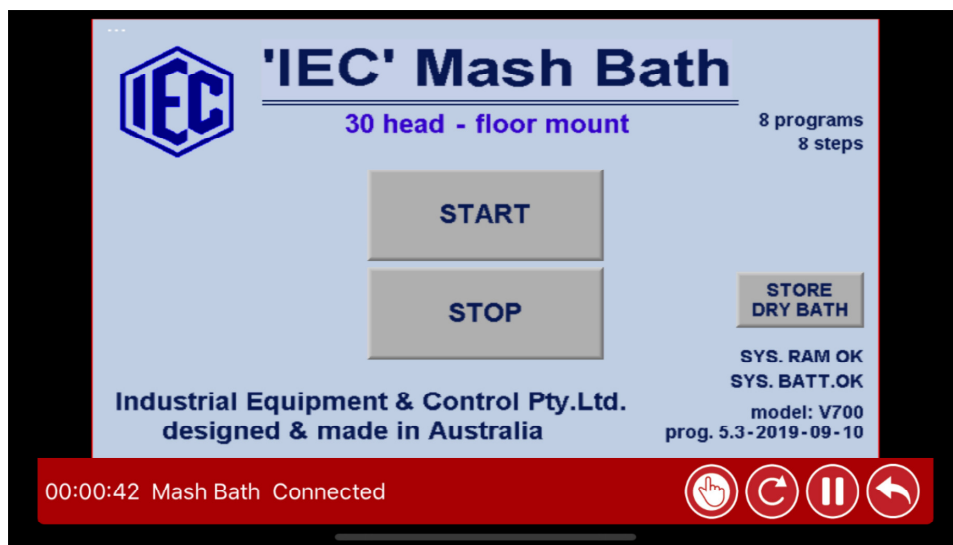 IEC
'IEC' Mash Bath
30 head - floor mount
8 programs
8 steps
START
STOP
STORE
DRY BATH
SYS. RAM OK
SYS. BATT.OK
Industrial Equipment & Control Pty.Ltd.
designed & made in Australia
model: V700
prog. 5.3-2019-09-10
00:00:42 Mash Bath Connected